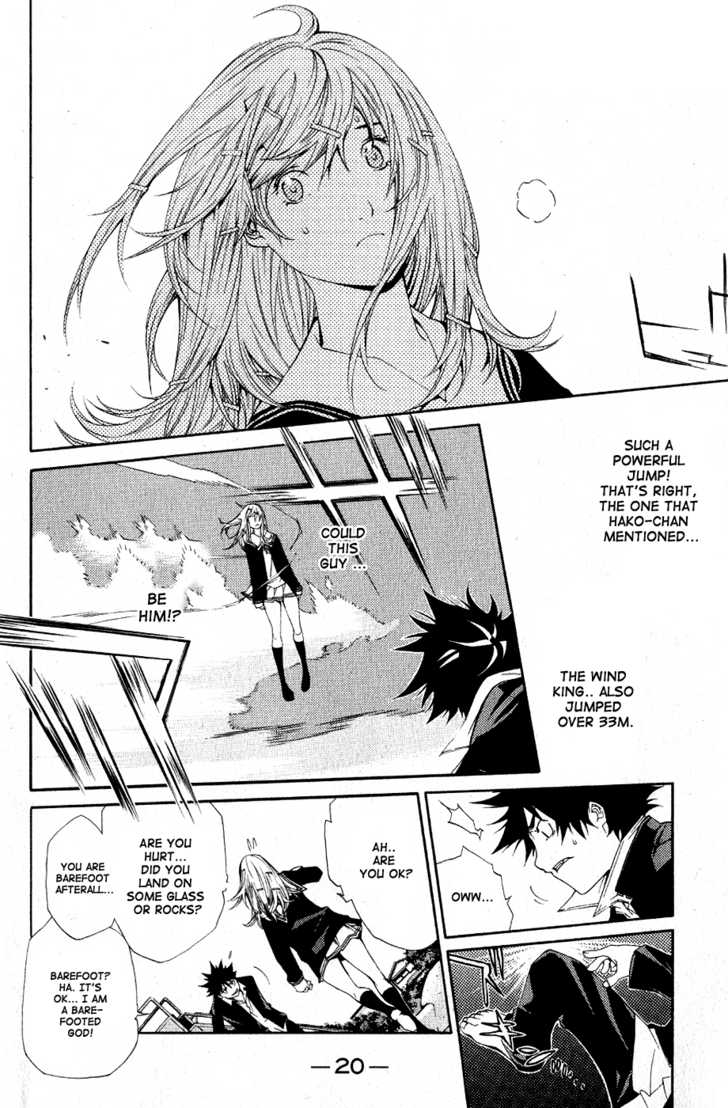 SUCH A
POWERFUL
JUMP!
THAT'S RIGHT,
THE ONE THAT
HAKO-CHAN
MENTIONED...
THE WIND
KING.. ALSO
JUMPED
OVER 33M.
COULD
THIS
GUY ...
BE
HIM!?
OWW...
AH..
ARE
YOU OK?
ARE YOU
HURT...
DID YOU
LAND ON
SOME GLASS
OR ROCKS?
YOU ARE
BAREFOOT
AFTERALL...
BAREFOOT?
HA. IT'S
OK... I AM
A BARE-
FOOTED
GOD!
—20—